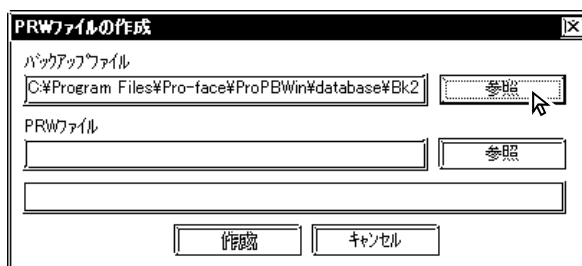 PRWファイルの作成
バックアップファイル
C:¥Program Files¥Pro-face¥ProPBWin¥database¥Bk2 参照
PRWファイル
参照
作成 キャンセル